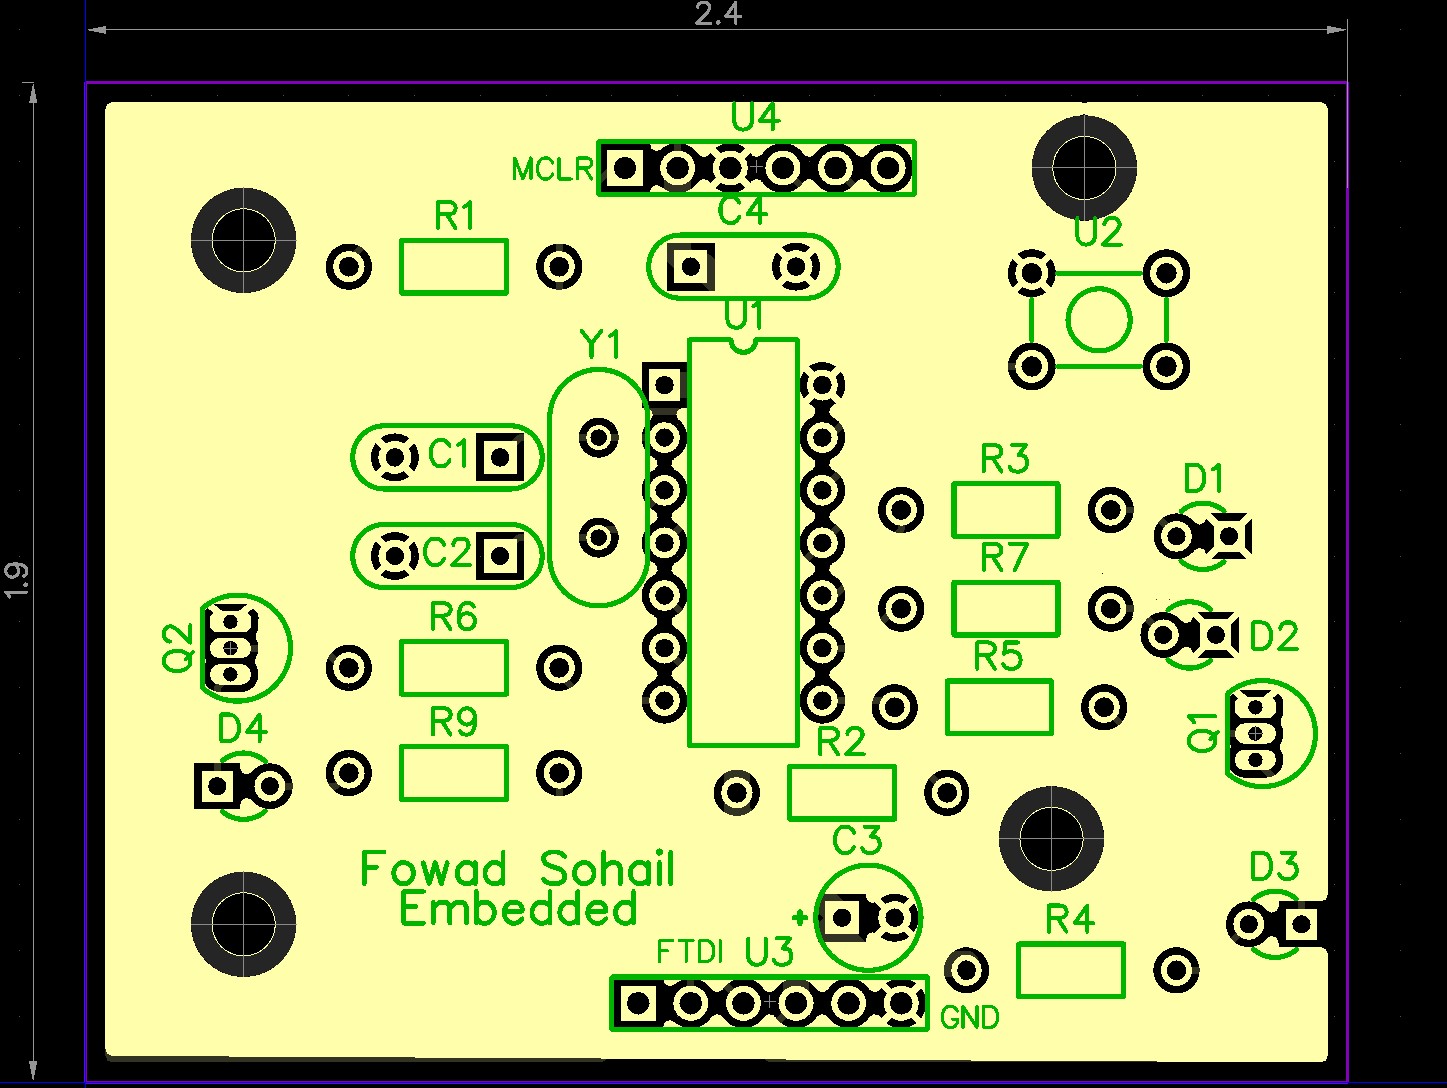 2.4
U4
MCLR
C4
R1
U2
U1
Y1
C1
R3
D1
C2
R7
R6
Q2
D2
R5
D4
R9
R2
Q1
1.9
C3
Fowad Sohail
Embedded
D3
R4
FTDI U3
+
GND